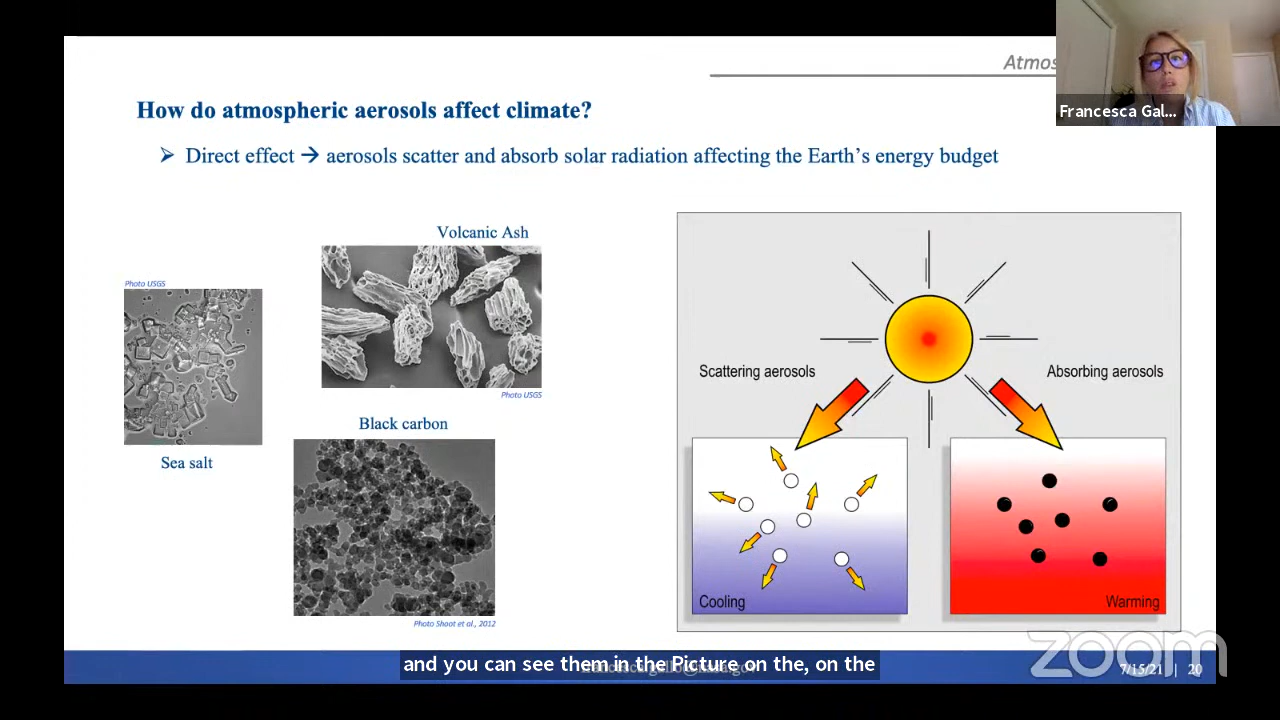 Atmos
Francesca Gal...
How do atmospheric aerosols affect climate?
➢ Direct effect → aerosols scatter and absorb solar radiation affecting the Earth's energy budget
Volcanic Ash
Photo USGS
Photo USGS
Black carbon
Sea salt
Photo Shoot et al., 2012
Scattering aerosols
Absorbing aerosols
Cooling
Warming
and you can see them in the Picture on the, on the
zoom
7/15/21 | 20